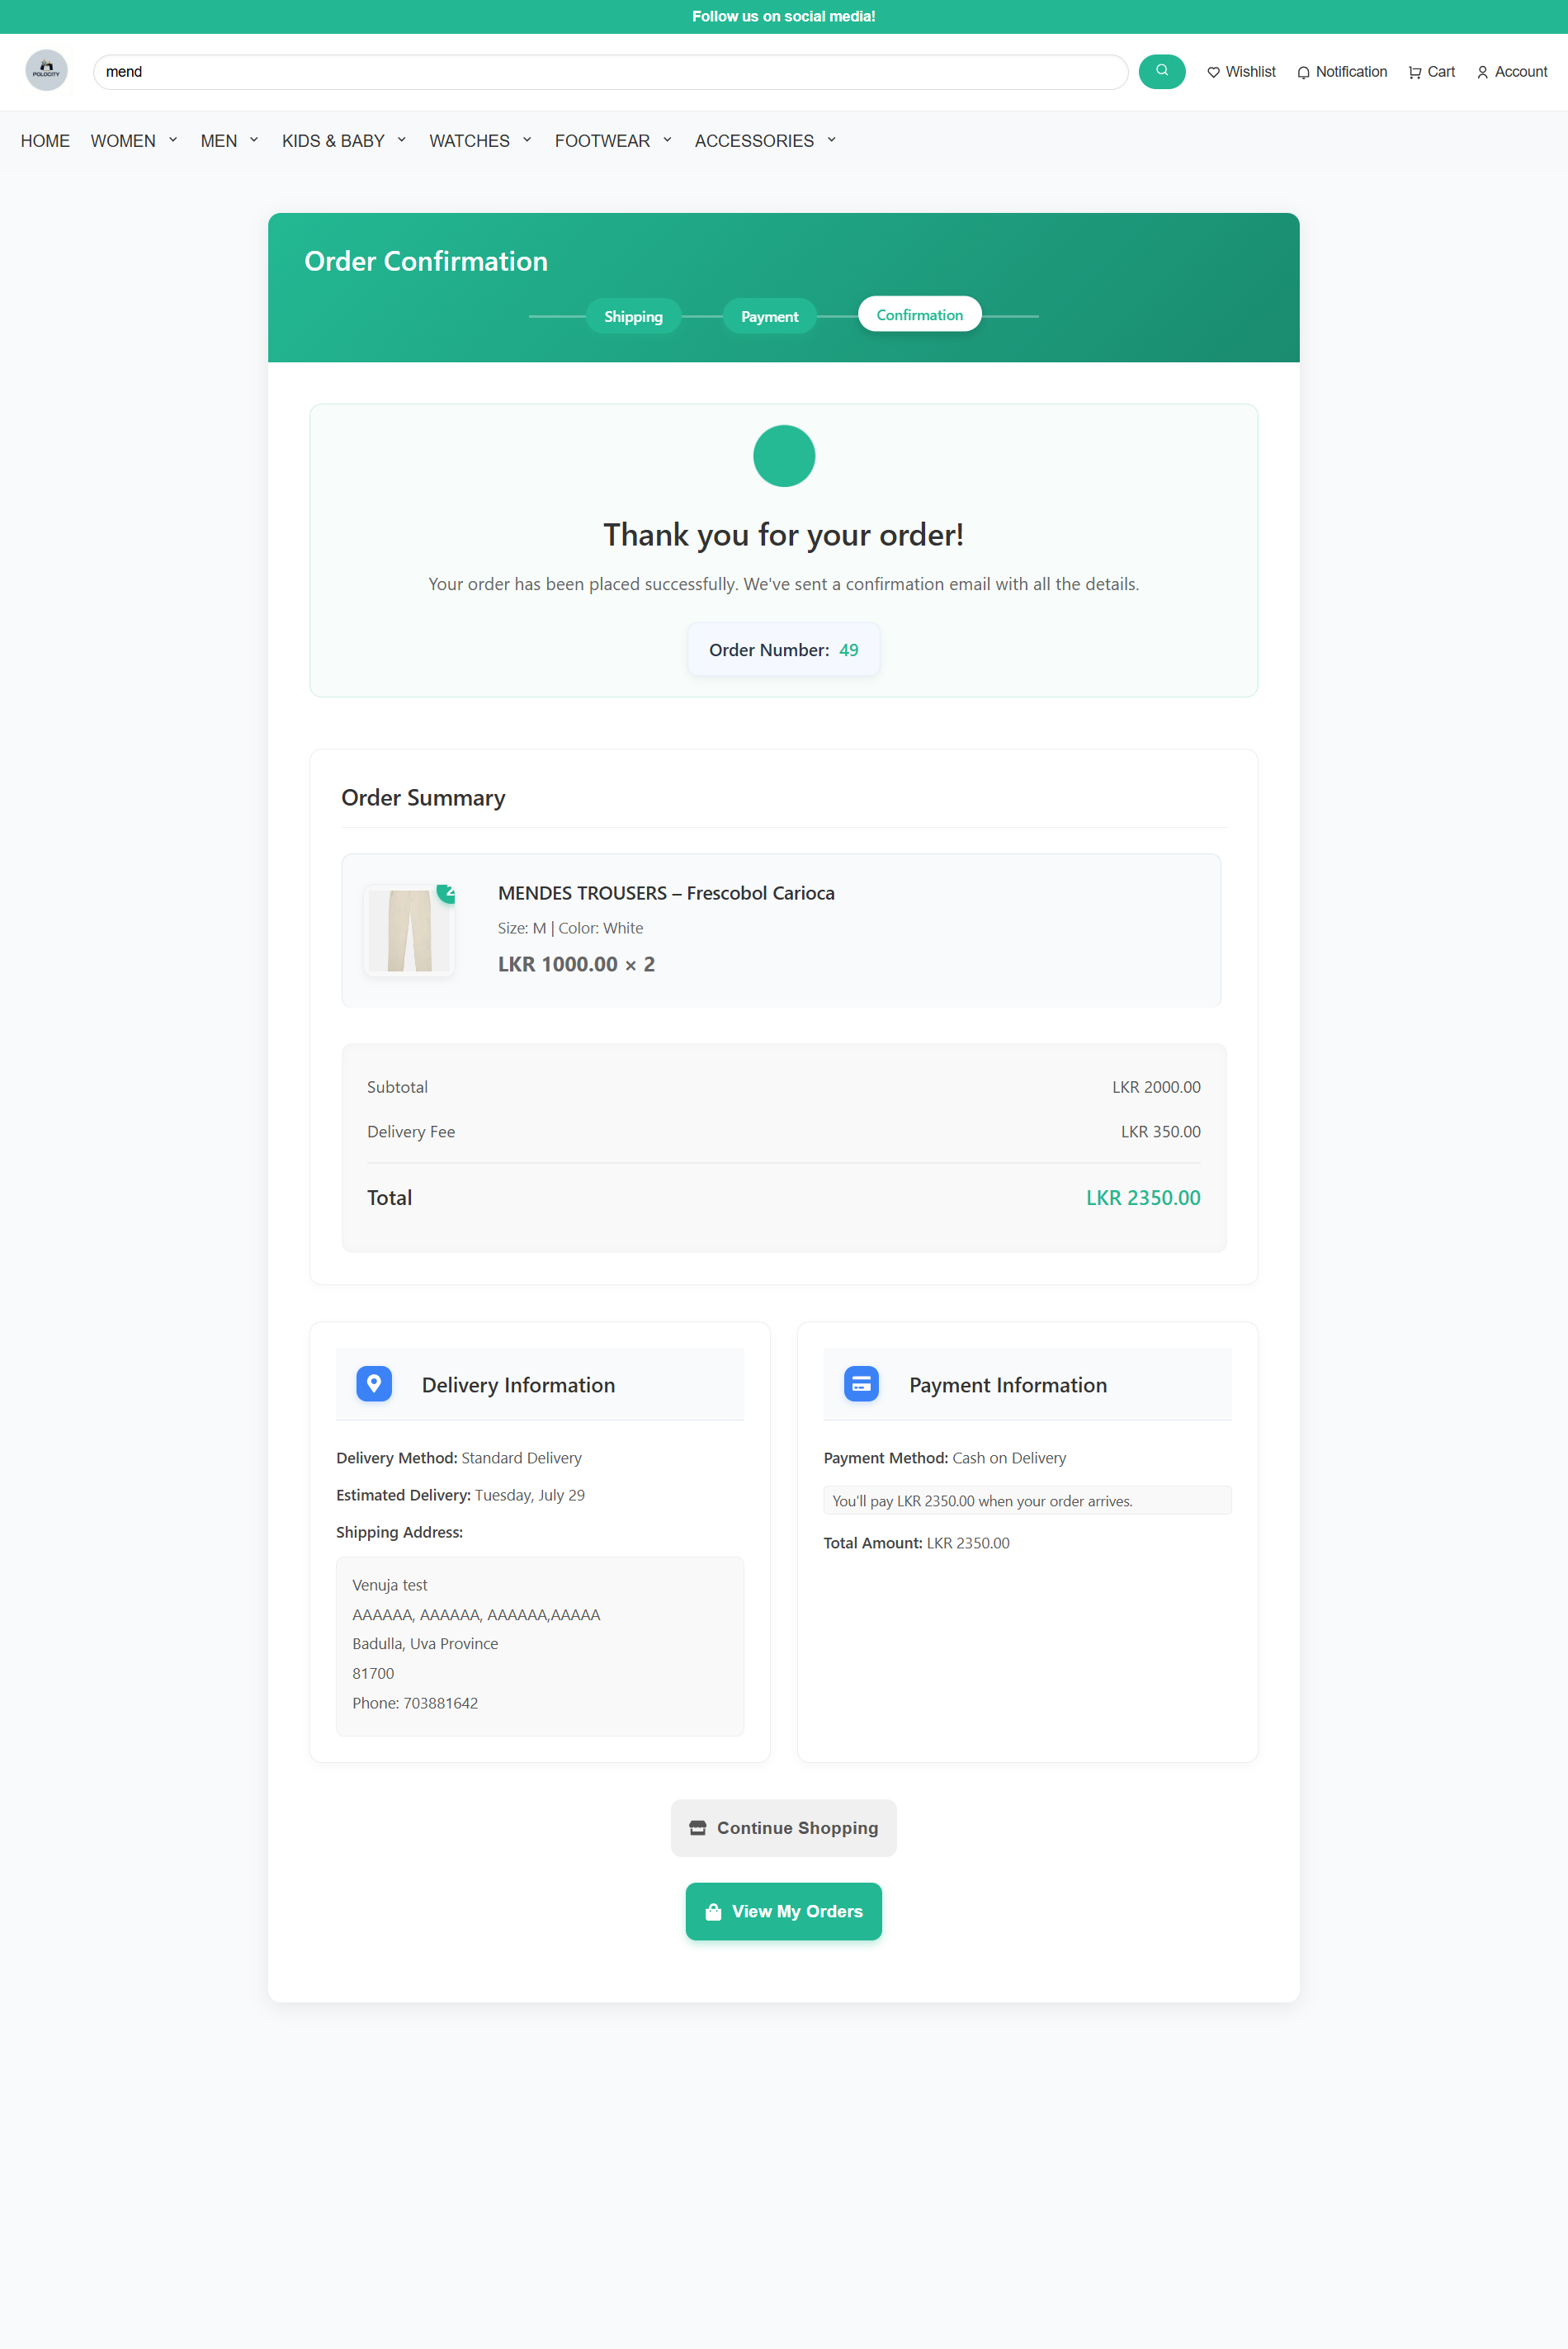 Follow us on social media!
POLOCITY
mend
Wishlist
Notification
Cart
Account
HOME
WOMEN
MEN
KIDS & BABY
WATCHES
FOOTWEAR
ACCESSORIES
Order Confirmation
Shipping
Payment
Confirmation
Thank you for your order!
Your order has been placed successfully. We've sent a confirmation email with all the details.
Order Number: 49
Order Summary
2
MENDES TROUSERS – Frescobol Carioca
Size: M | Color: White
LKR 1000.00 × 2
Subtotal LKR 2000.00
Delivery Fee LKR 350.00
Total LKR 2350.00
Delivery Information
Delivery Method: Standard Delivery
Estimated Delivery: Tuesday, July 29
Shipping Address:
Venuja test
AAAAAA, AAAAAA, AAAAAA,AAAAA
Badulla, Uva Province
81700
Phone: 703881642
Payment Information
Payment Method: Cash on Delivery
You'll pay LKR 2350.00 when your order arrives.
Total Amount: LKR 2350.00
Continue Shopping
View My Orders